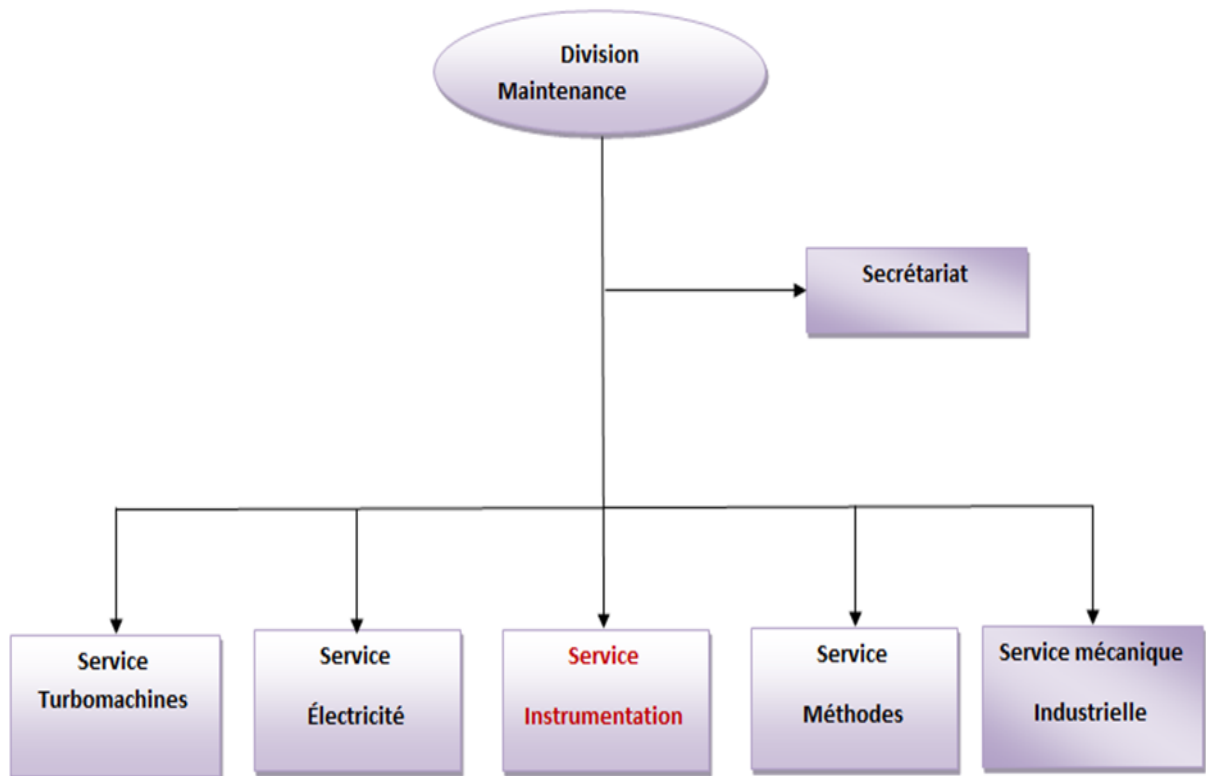 Division
Maintenance
Secrétariat
Service
Turbomachines
Service
Électricité
Service
Instrumentation
Service
Méthodes
Service mécanique
Industrielle